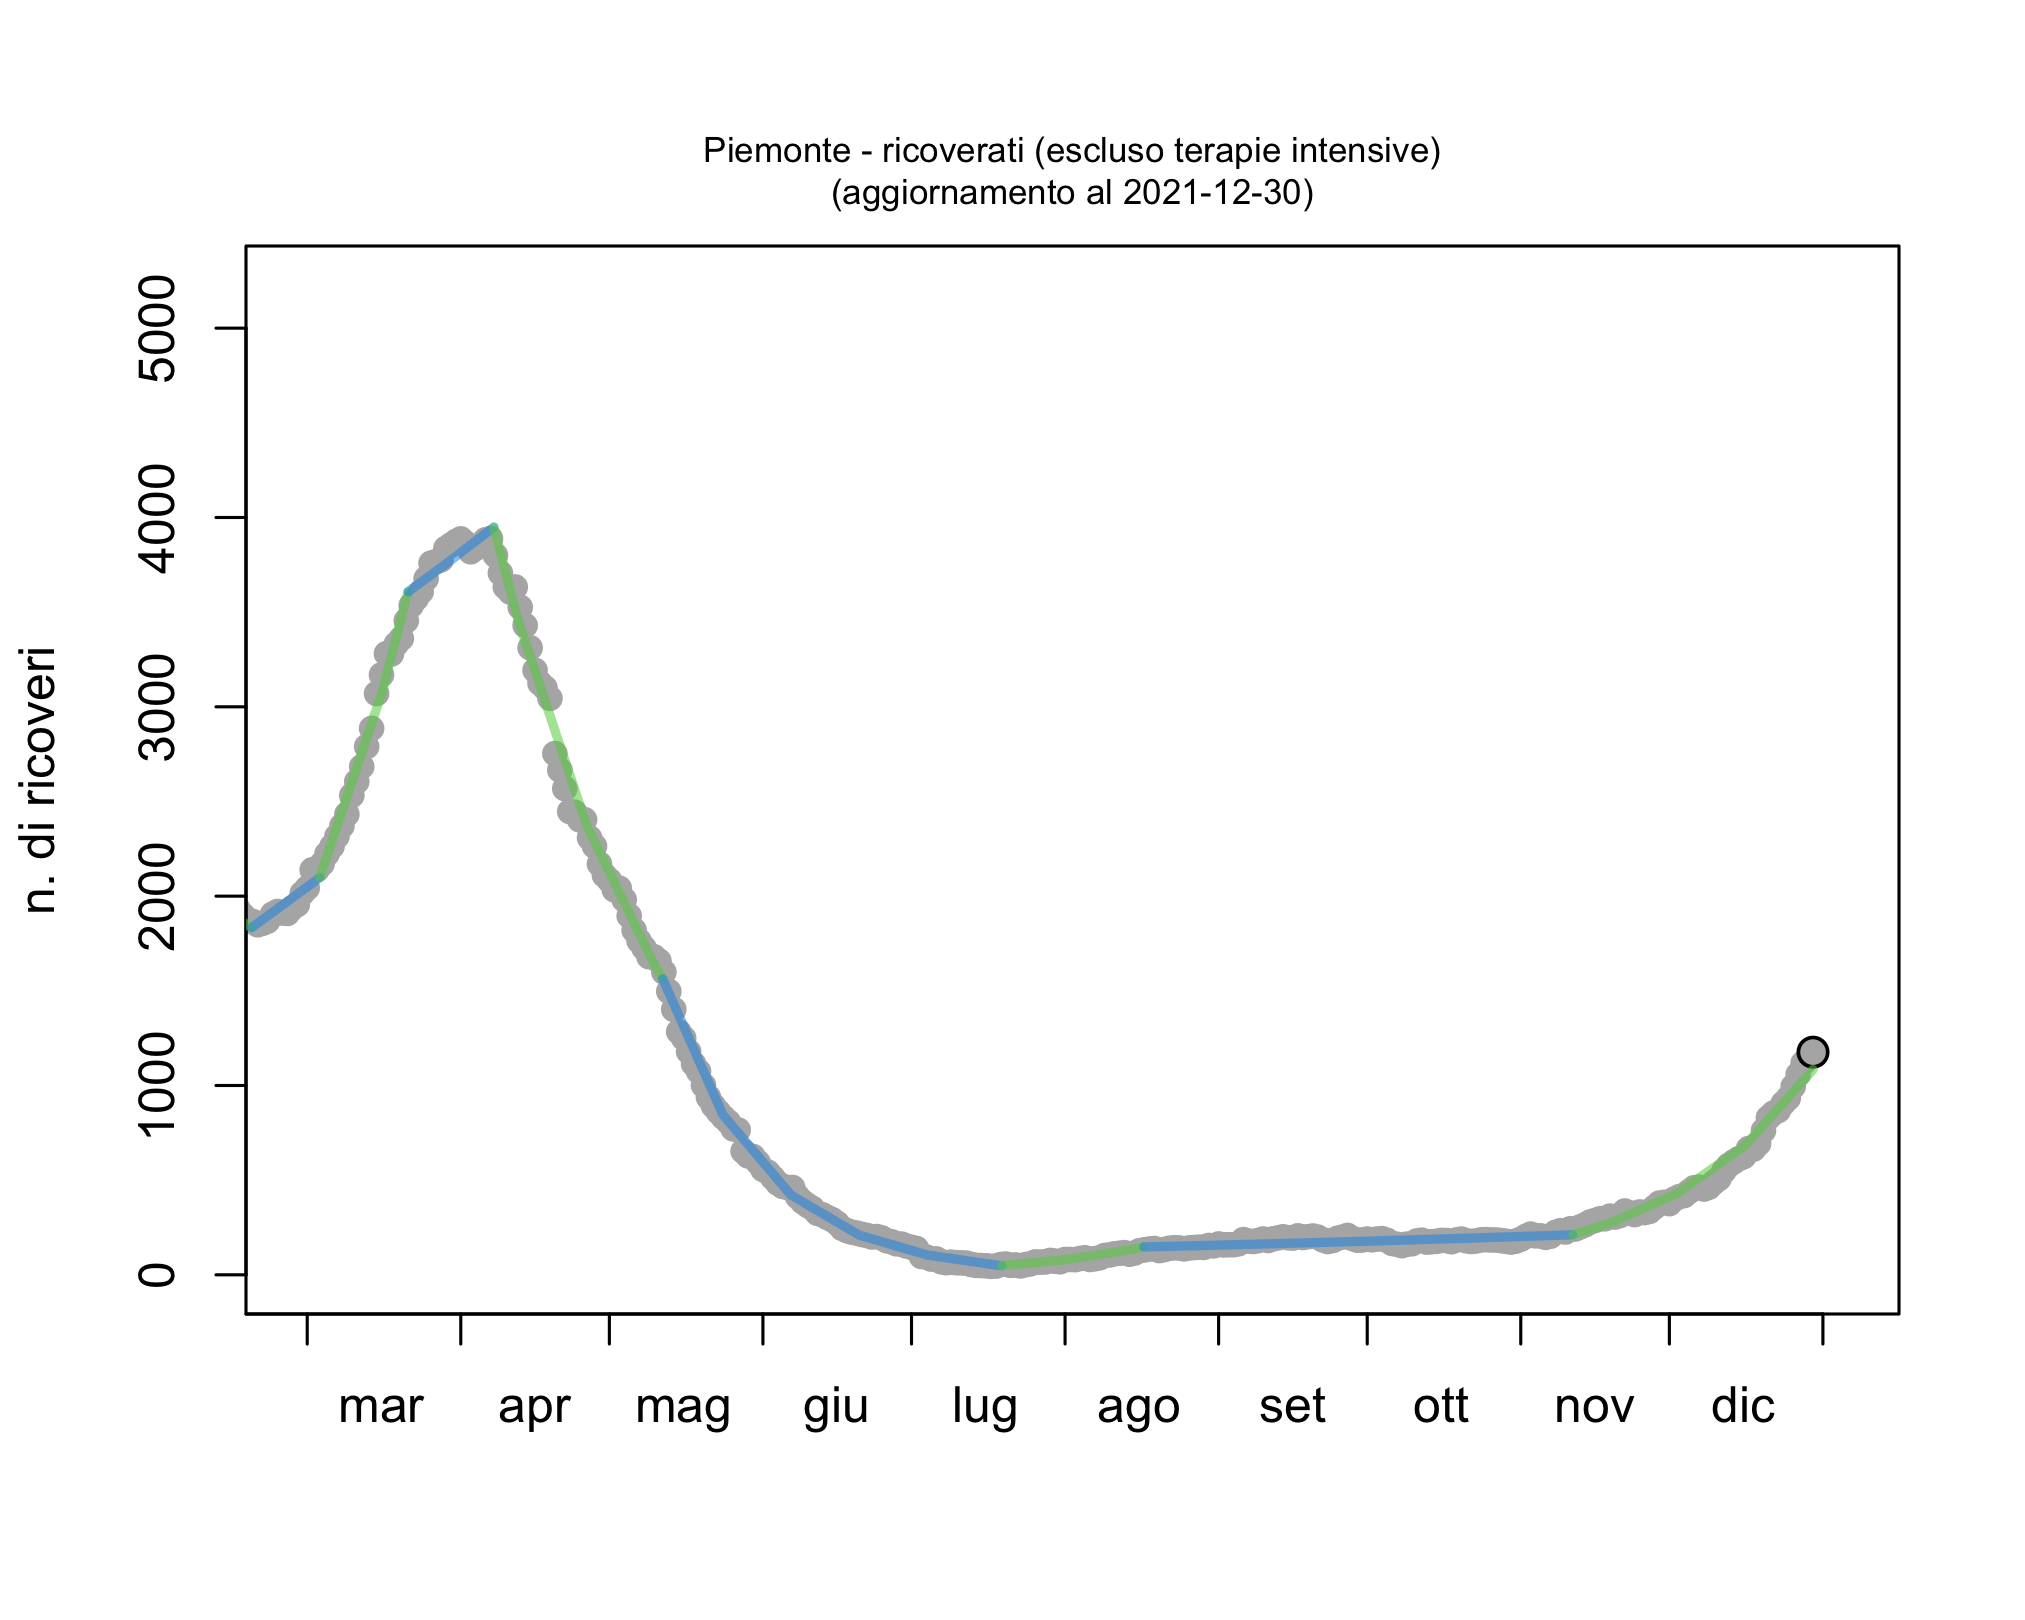 Piemonte - ricoverati (escluso terapie intensive)
(aggiornamento al 2021-12-30)
n. di ricoveri
5000
4000
3000
2000
1000
0
mar apr mag giu lug ago set ott nov dic